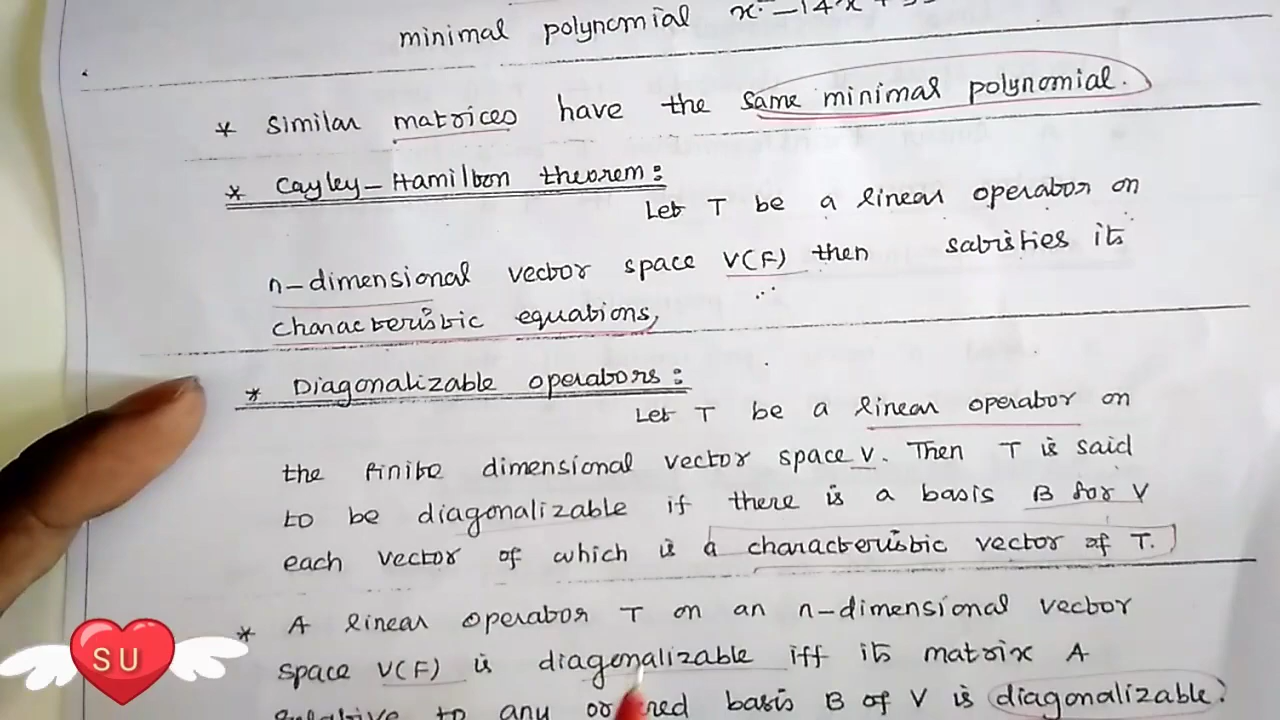 minimal polynomial x² - 14x +
* Similar matrices have the same minimal polynomial.
* Cayley-Hamilton theorem:
Let T be a linear operator on
n-dimensional vector space V(F) then satisfies its
characteristic equations,
* Diagonalizable operators:
Let T be a linear operator on
the finite dimensional vector space V. Then T is said
to be diagonalizable if there is a basis B for V
each vector of which is a characteristic vector of T.
* A linear operator T on an n-dimensional vector
space V(F) is diagonalizable iff its matrix A
relative to any ordered basis B of V is diagonalizable.
SU